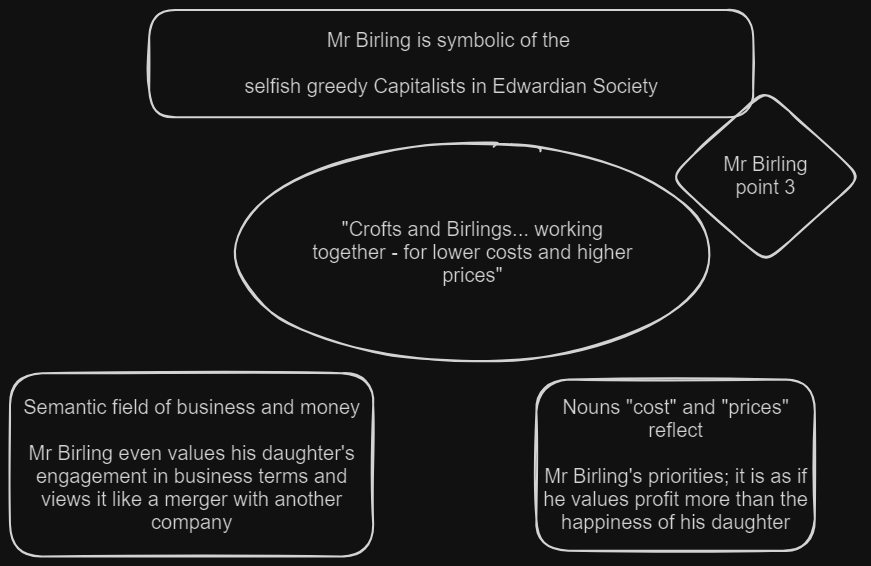 Mr Birling is symbolic of the
selfish greedy Capitalists in Edwardian Society
Mr Birling
point 3
"Crofts and Birlings... working
together - for lower costs and higher
prices"
Semantic field of business and money
Mr Birling even values his daughter's
engagement in business terms and
views it like a merger with another
company
Nouns "cost" and "prices"
reflect
Mr Birling's priorities; it is as if
he values profit more than the
happiness of his daughter